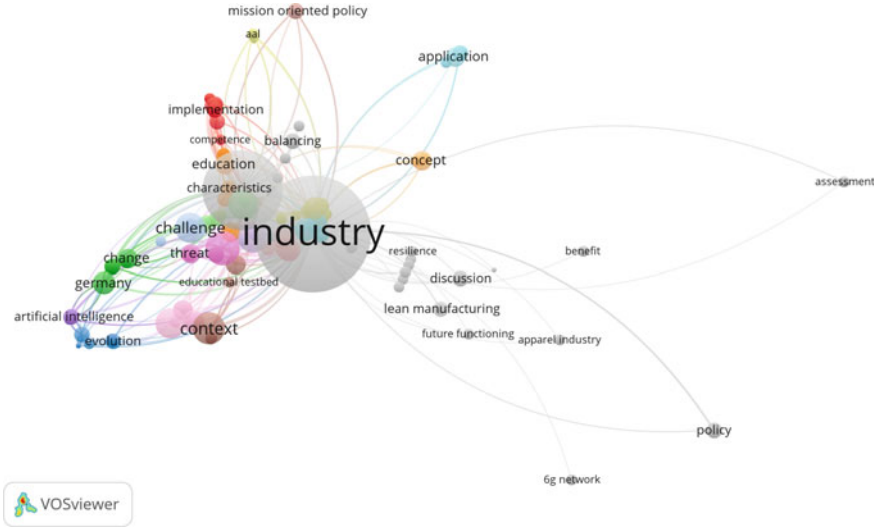 mission oriented policy
aal
application
implementation
competence
balancing
education
concept
characteristics
assessment
challenge
industry
threat
change
resilience
benefit
germany
educational testbed
discussion
lean manufacturing
artificial intelligence
context
future functioning
evolution
apparel industry
policy
6g network
VOSviewer